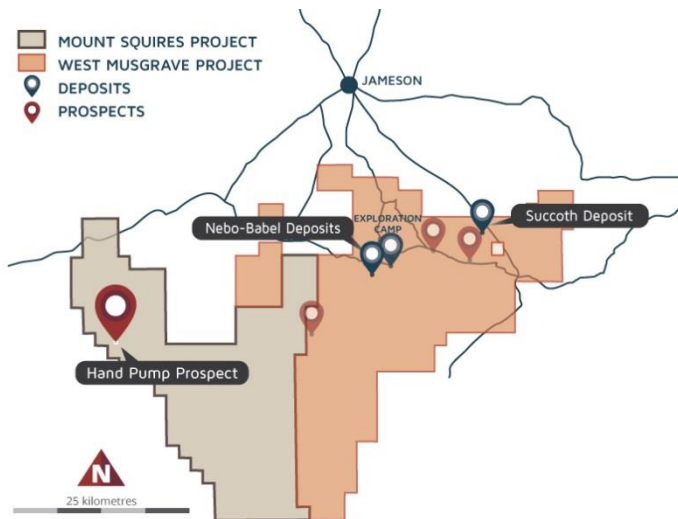 MOUNT SQUIRES PROJECT
WEST MUSGRAVE PROJECT
DEPOSITS
PROSPECTS
JAMESON
EXPLORATION
CAMP
Nebo-Babel Deposits
Succoth Deposit
Hand Pump Prospect
N
25 kilometres